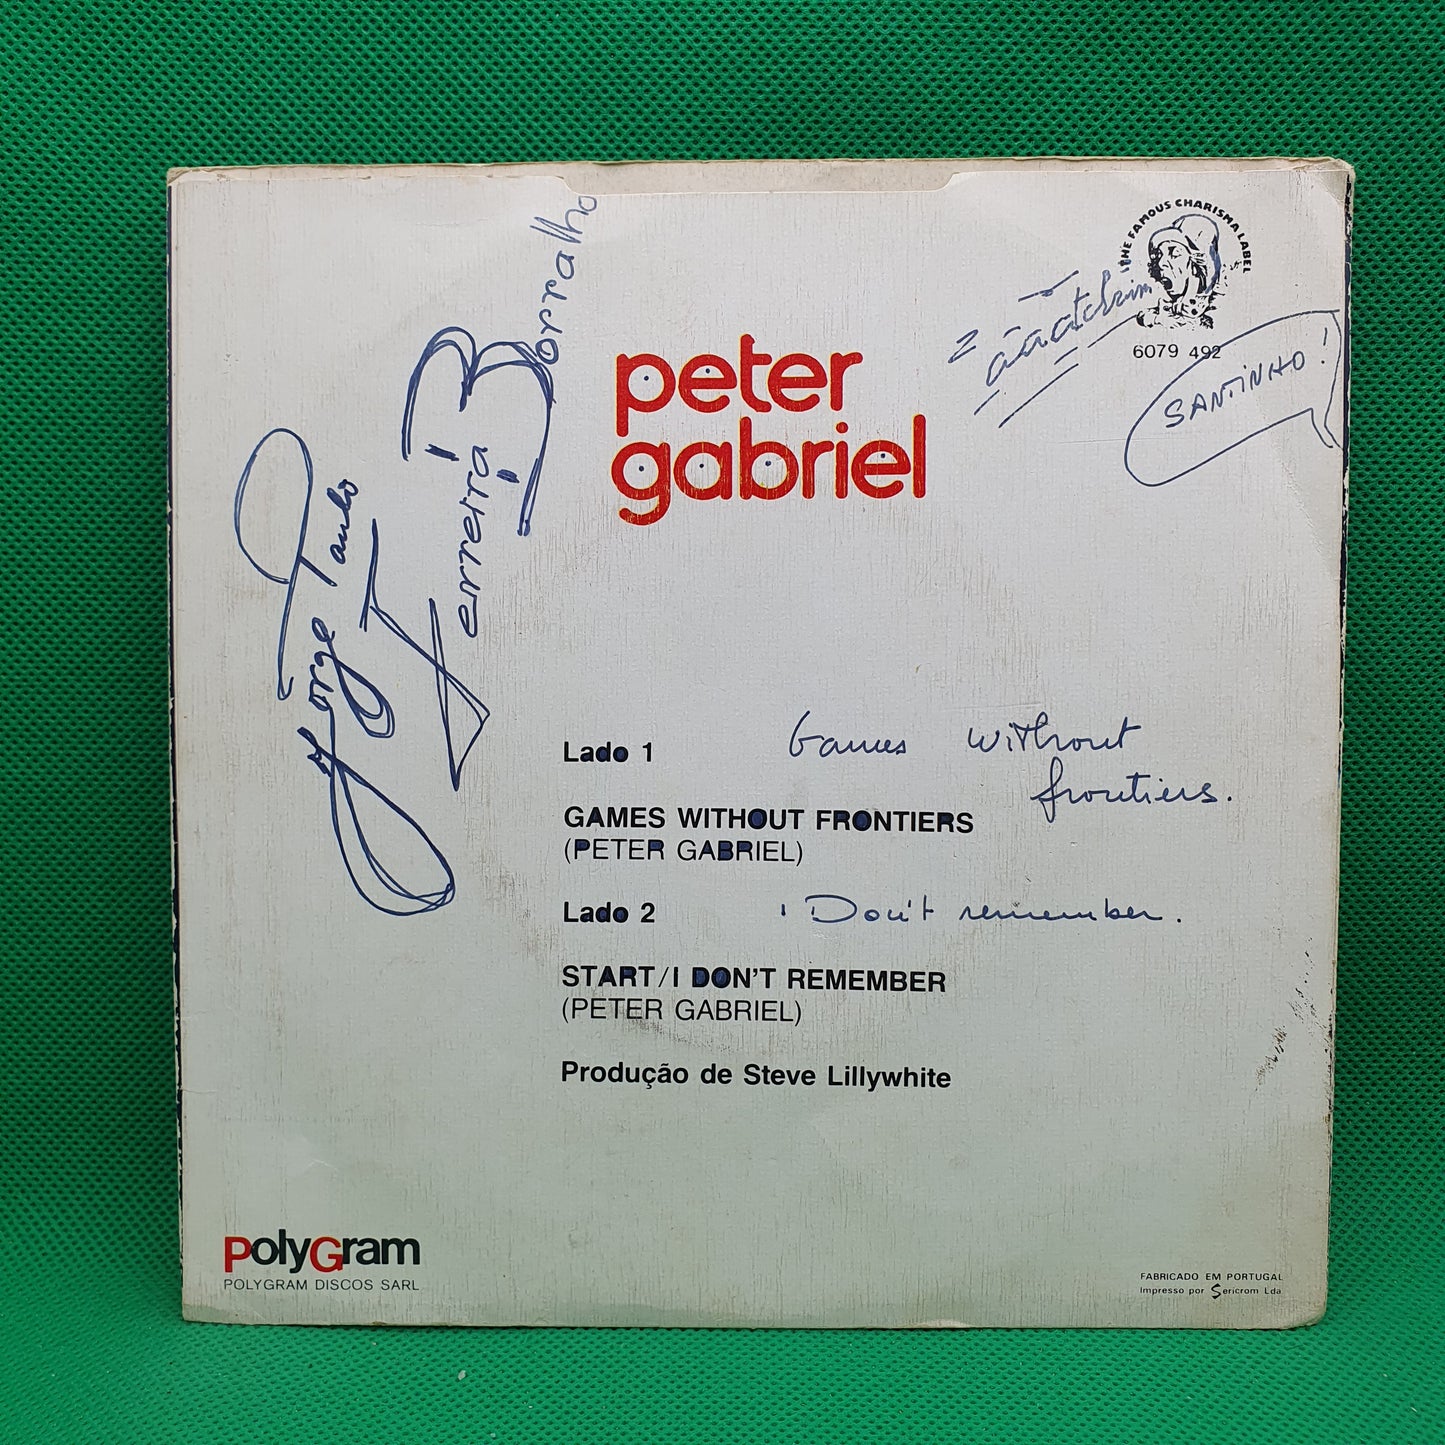 THE FAMOUS CHARISMA LABEL
āāātchim
6079 492
SANTINHO!
peter
gabriel
Jorge Paulo
Ferreira
Borralho
Lado 1 Games Without
frontiers.
GAMES WITHOUT FRONTIERS
(PETER GABRIEL)
Lado 2 I Don't remember.
START/I DON'T REMEMBER
(PETER GABRIEL)
Produção de Steve Lillywhite
PolyGram
POLYGRAM DISCOS SARL
FABRICADO EM PORTUGAL
Impresso por Sericrom Lda